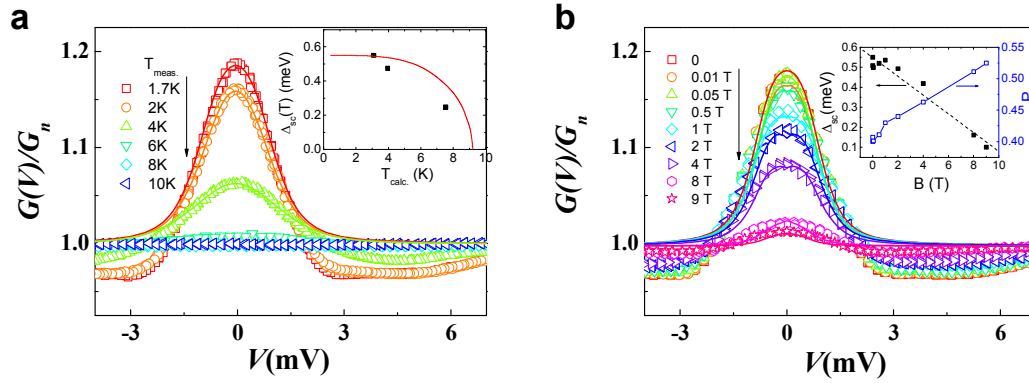 a
G(V)/G_n
1.2
1.1
1.0
-3
0
3
6
V(mV)
T_meas.
1.7K
2K
4K
6K
8K
10K
Δ_sc(T) (meV)
0.6
0.4
0.2
0.0
0
2
4
6
8
10
T_calc. (K)
b
G(V)/G_n
1.2
1.1
1.0
-3
0
3
6
V(mV)
0
0.01 T
0.05 T
0.5 T
1 T
2 T
4 T
8 T
9 T
Δ_sc (meV)
0.6
0.5
0.4
0.3
0.2
0.1
0
2
4
6
8
10
B (T)
0.55
0.50
0.45
0.40